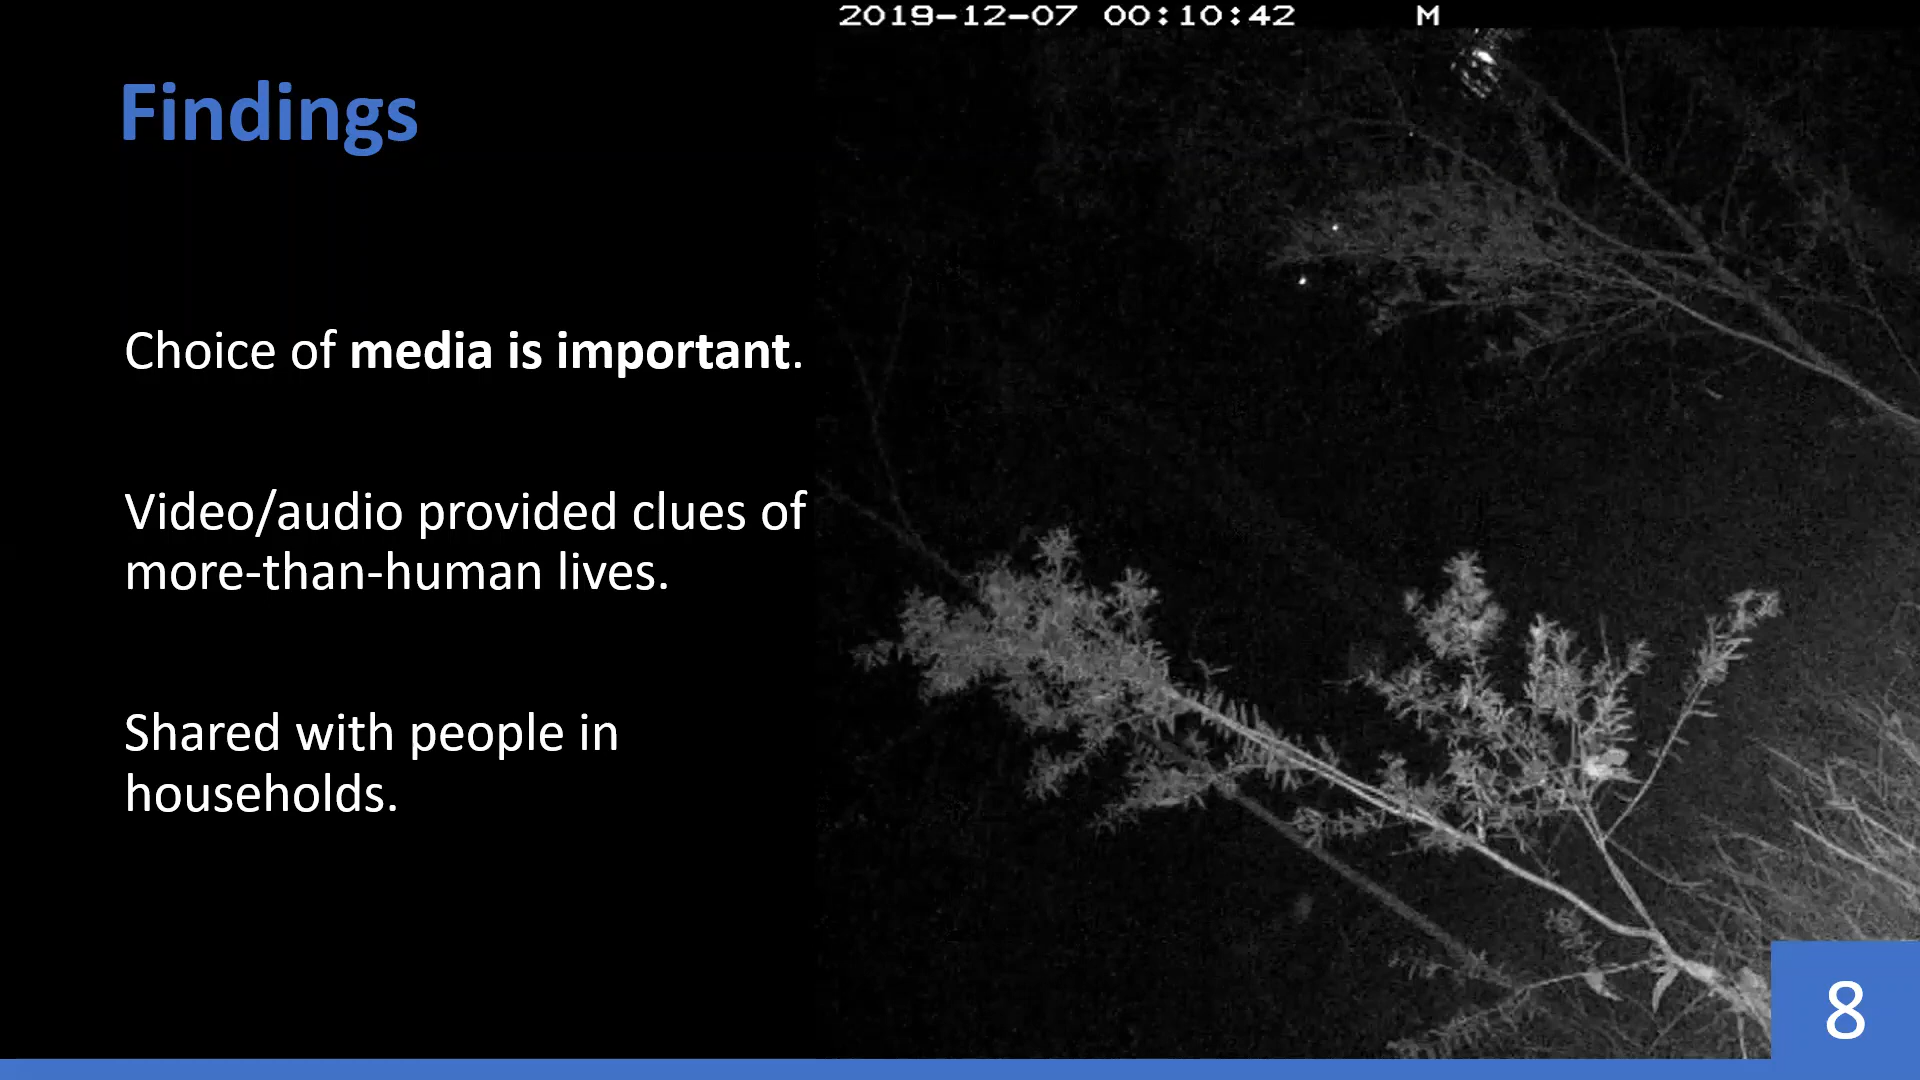 2019-12-07 00:10:42 M
Findings
Choice of media is important.
Video/audio provided clues of
more-than-human lives.
Shared with people in
households.
8